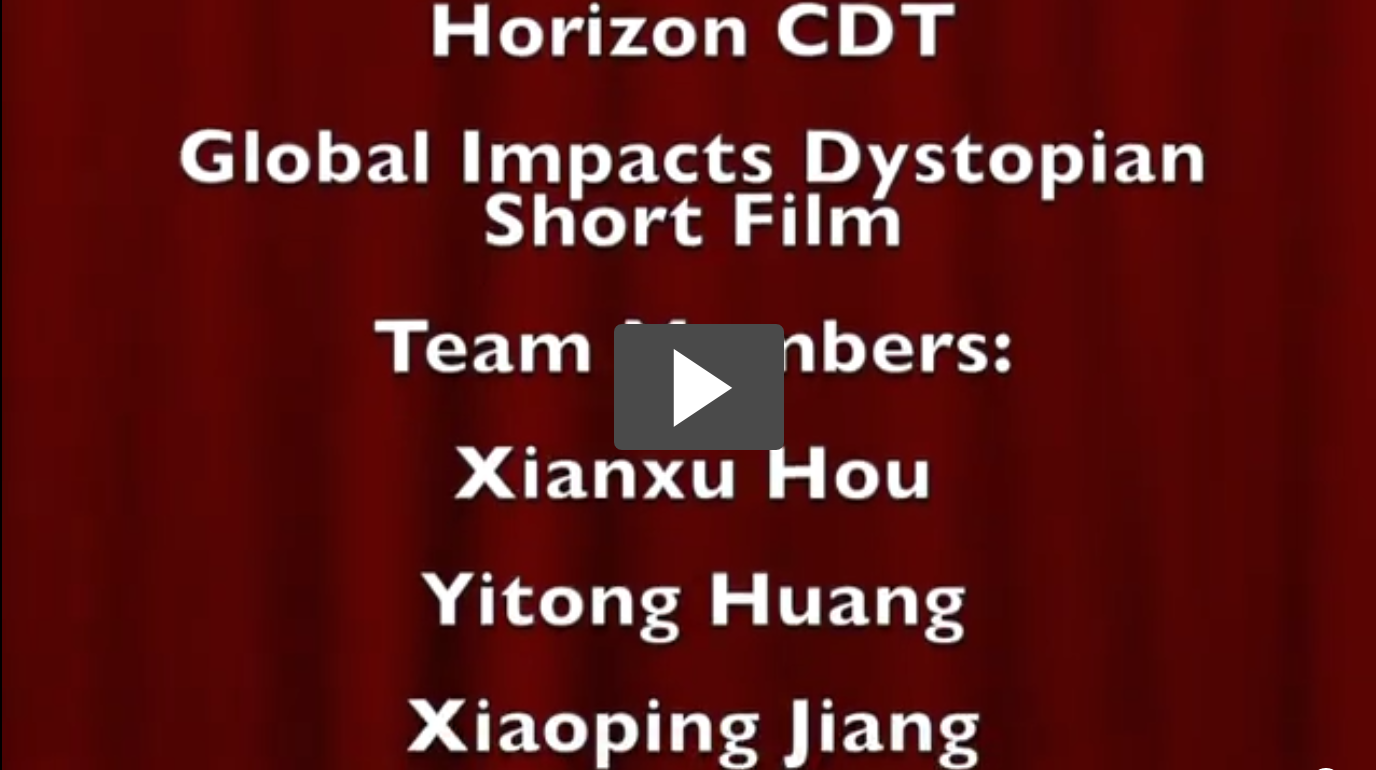 Horizon CDT
Global Impacts Dystopian
Short Film
Team
Xianxu Hou
Yitong Huang
Xiaoping Jiang